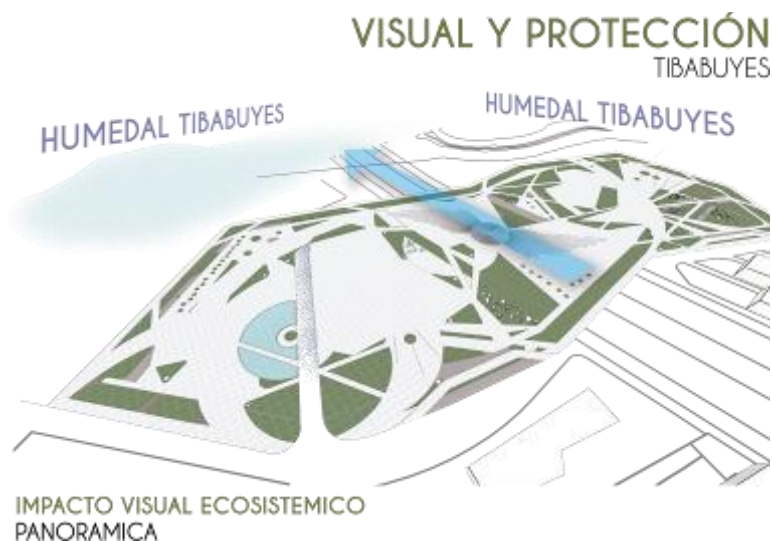 VISUAL Y PROTECCIÓN
TIBABUYES
HUMEDAL TIBABUYES
HUMEDAL TIBABUYES
IMPACTO VISUAL ECOSISTEMICO
PANORAMICA